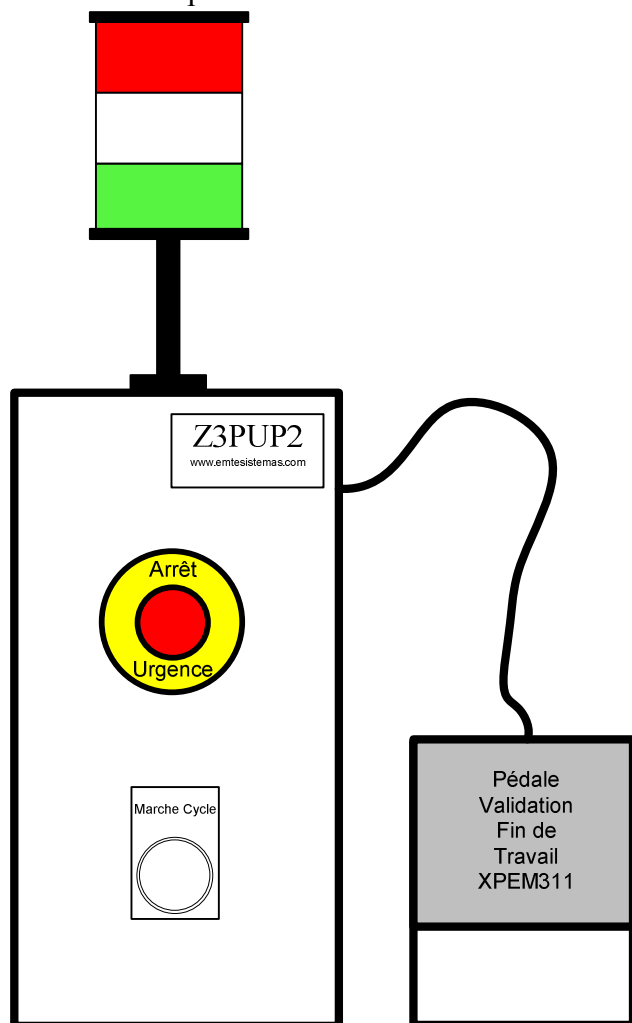 Z3PUP2
www.emtesistemas.com
Arrêt
Urgence
Marche Cycle
Pédale
Validation
Fin de
Travail
XPEM311